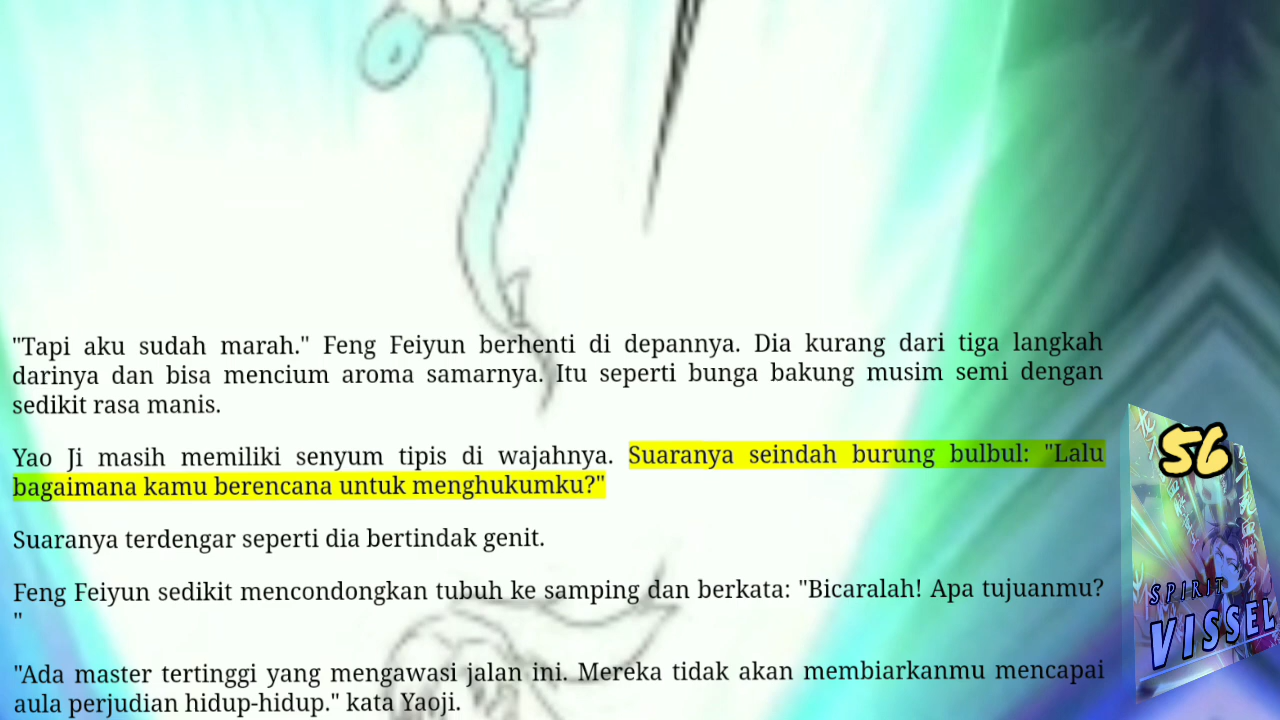 "Tapi aku sudah marah." Feng Feiyun berhenti di depannya. Dia kurang dari tiga langkah
darinya dan bisa mencium aroma samarnya. Itu seperti bunga bakung musim semi dengan
sedikit rasa manis.
Yao Ji masih memiliki senyum tipis di wajahnya. Suaranya seindah burung bulbul: "Lalu
bagaimana kamu berencana untuk menghukumku?"
Suaranya terdengar seperti dia bertindak genit.
Feng Feiyun sedikit mencondongkan tubuh ke samping dan berkata: "Bicaralah! Apa tujuanmu?
"
"Ada master tertinggi yang mengawasi jalan ini. Mereka tidak akan membiarkanmu mencapai
aula perjudian hidup-hidup." kata Yaoji.
56
SPIRIT
VISSEL